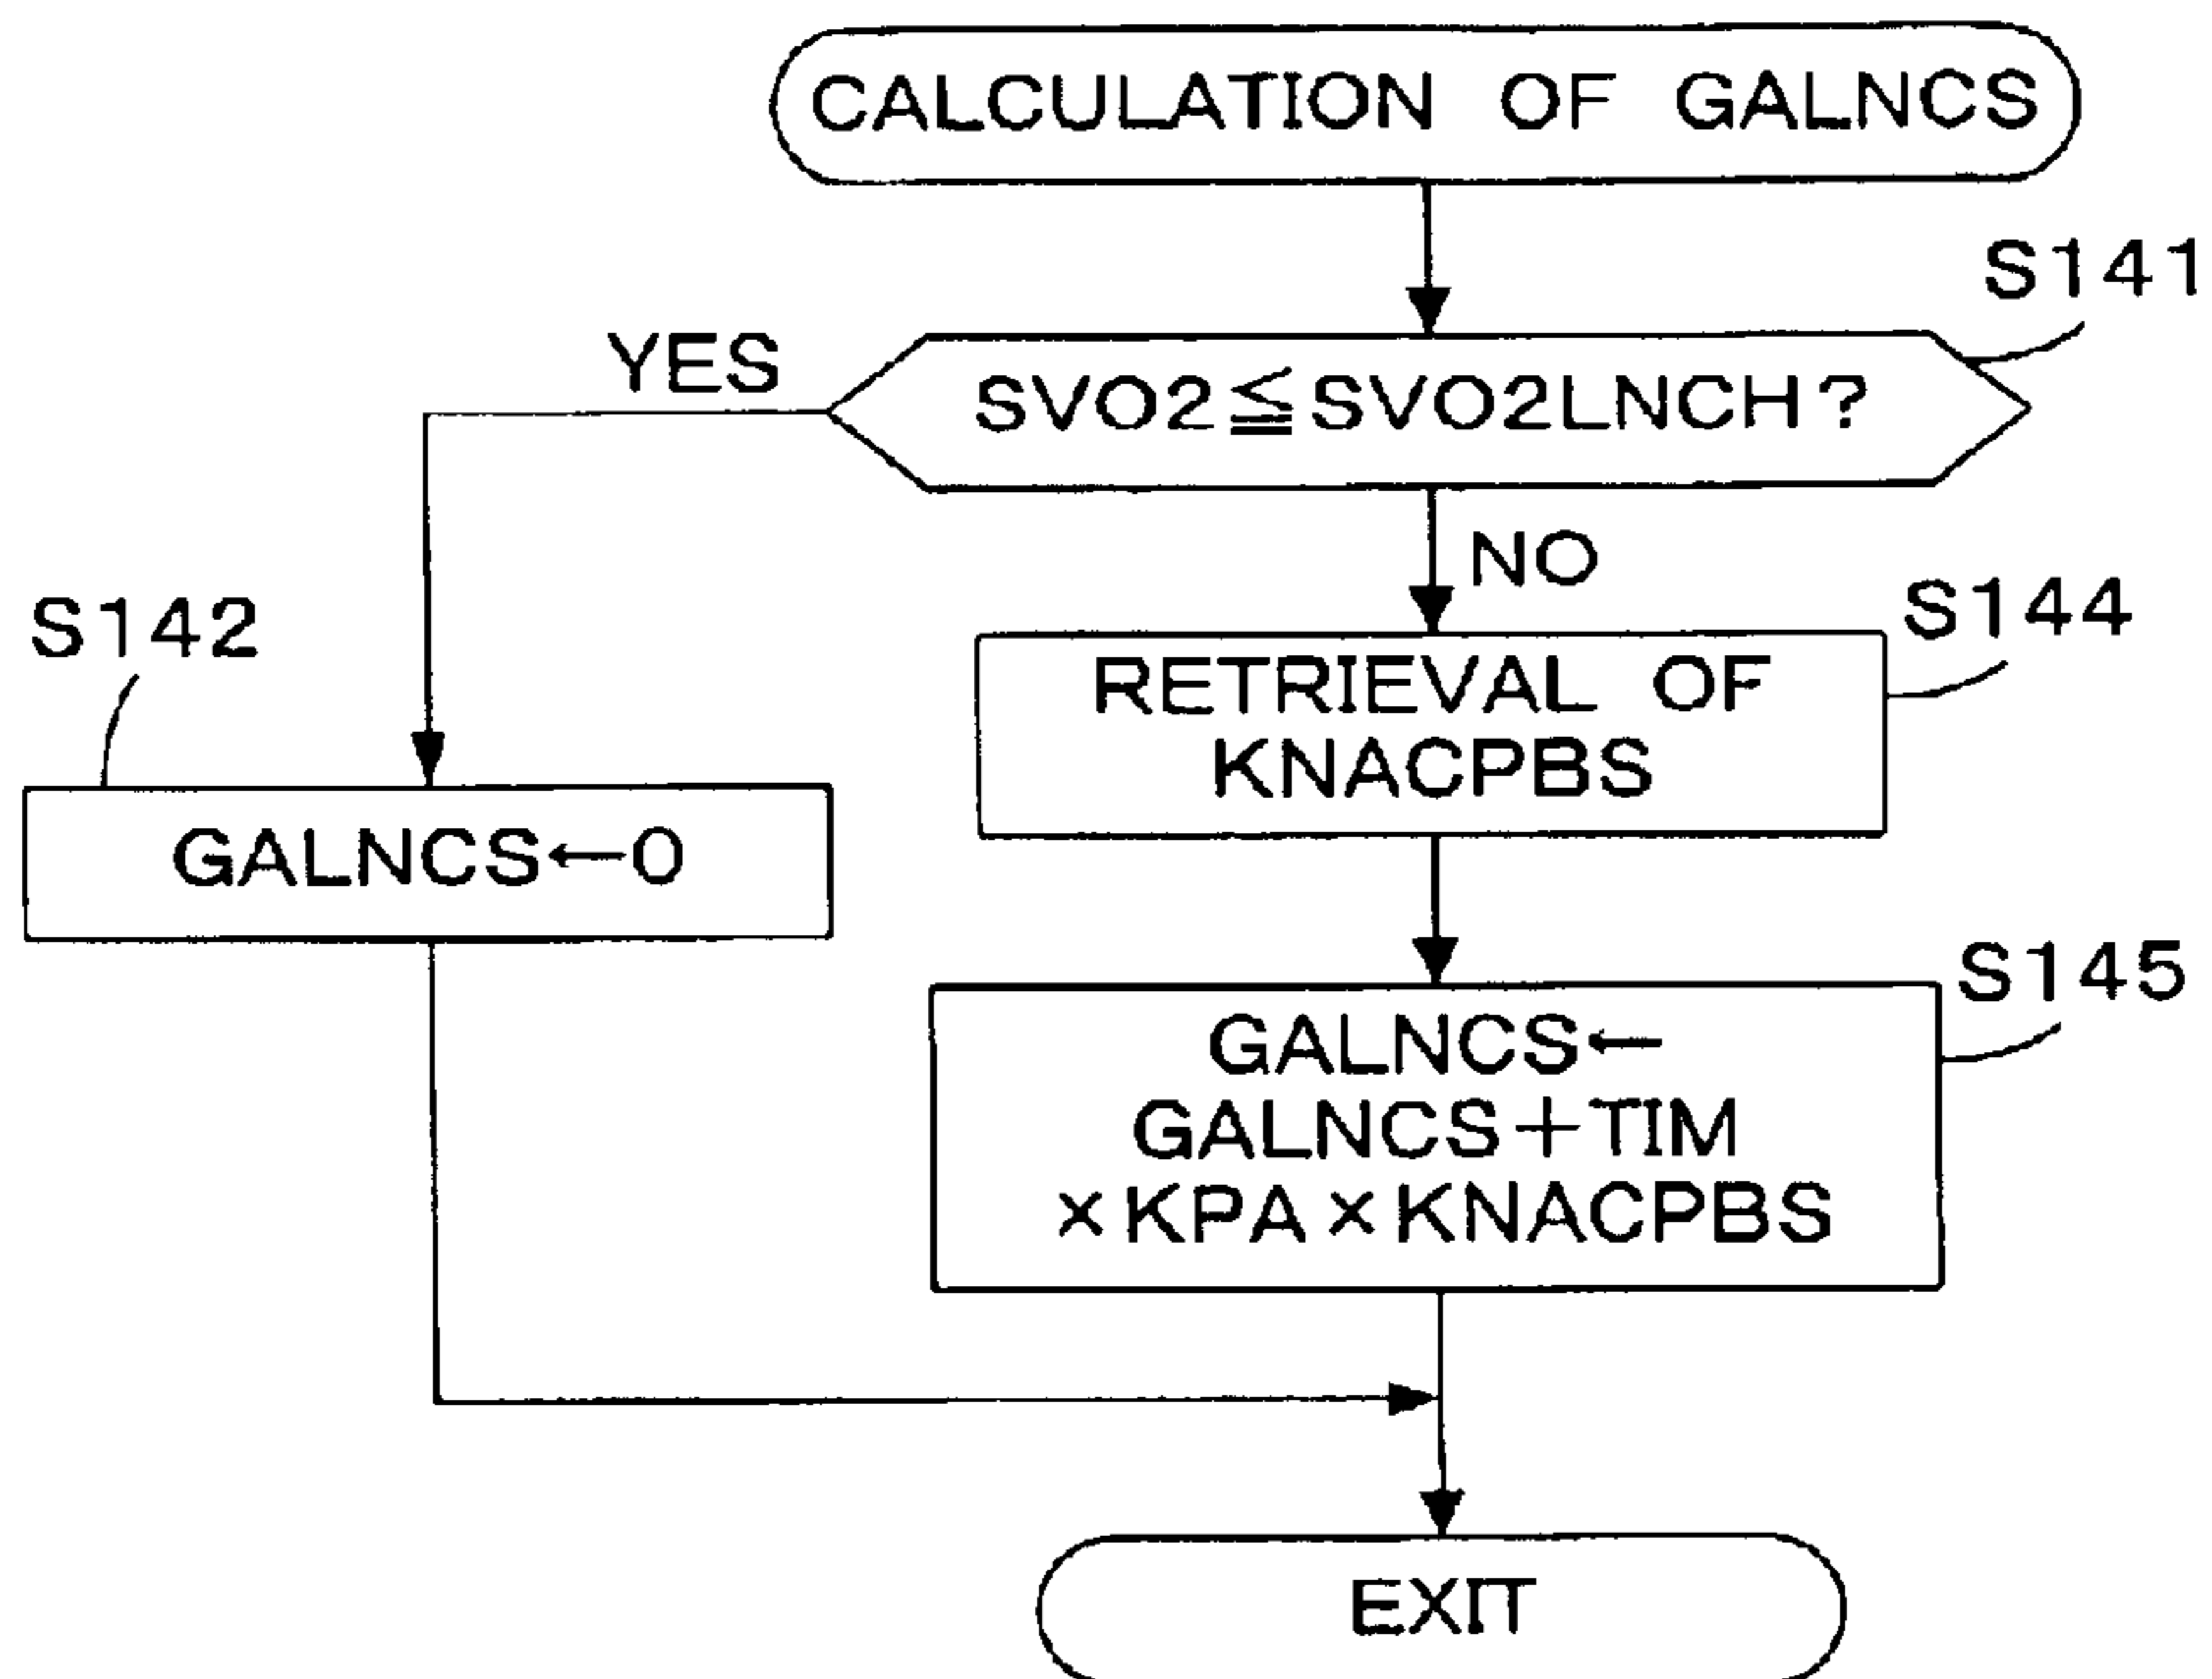 CALCULATION OF GALNCS
S141
YES
SVO2≦SVO2LNCH?
NO
S142
S144
RETRIEVAL OF
KNACPBS
GALNCS←0
S145
GALNCS←
GALNCS+TIM
×KPA×KNACPBS
EXIT